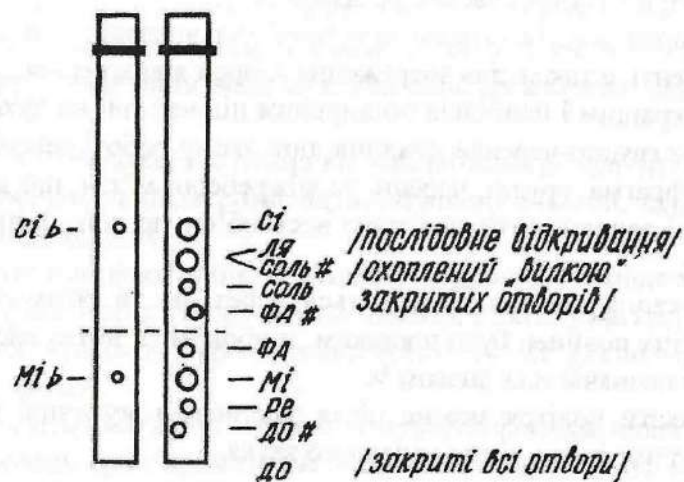 Сі♭-
Сі /послідовне відкривання/
ля
соль# /охоплений „вилкою“
соль закритих отворів/
фа#
фа
мі♭- мі
ре
до#
до /закриті всі отвори/